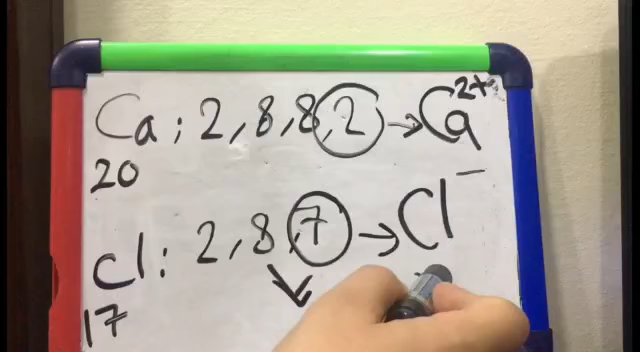 Ca: 2,8,8,2 → Ca²⁺
20
Cl: 2,8,7 → Cl⁻
17